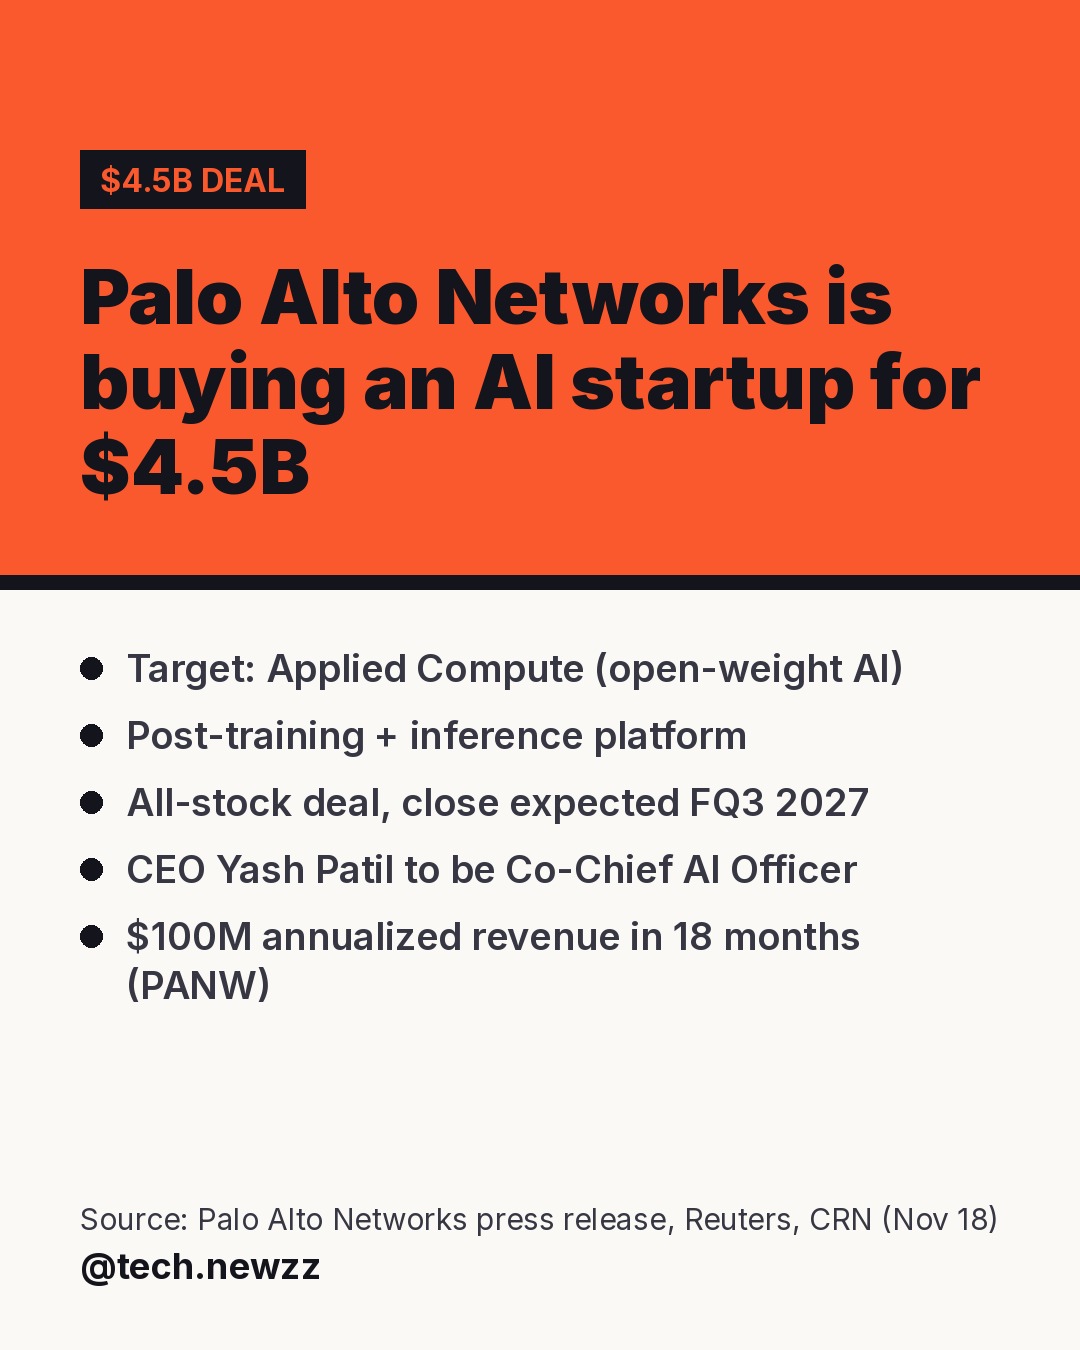 $4.5B DEAL
Palo Alto Networks is
buying an AI startup for
$4.5B
Target: Applied Compute (open-weight AI)
Post-training + inference platform
All-stock deal, close expected FQ3 2027
CEO Yash Patil to be Co-Chief AI Officer
$100M annualized revenue in 18 months
(PANW)
Source: Palo Alto Networks press release, Reuters, CRN (Nov 18)
@tech.newzz